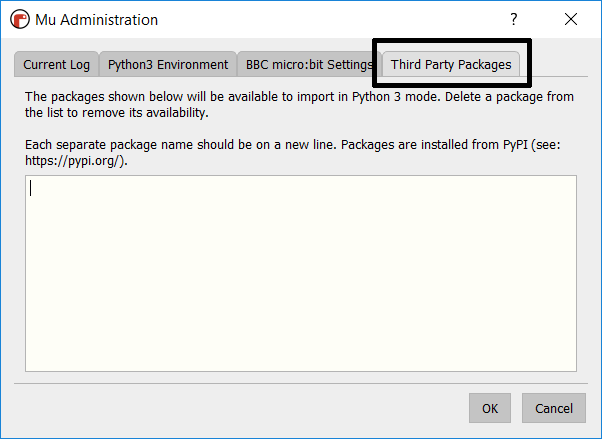 Mu Administration
?
Current Log
Python3 Environment
BBC micro:bit Settings
Third Party Packages
The packages shown below will be available to import in Python 3 mode. Delete a package from
the list to remove its availability.
Each separate package name should be on a new line. Packages are installed from PyPI (see:
https://pypi.org/).
OK
Cancel